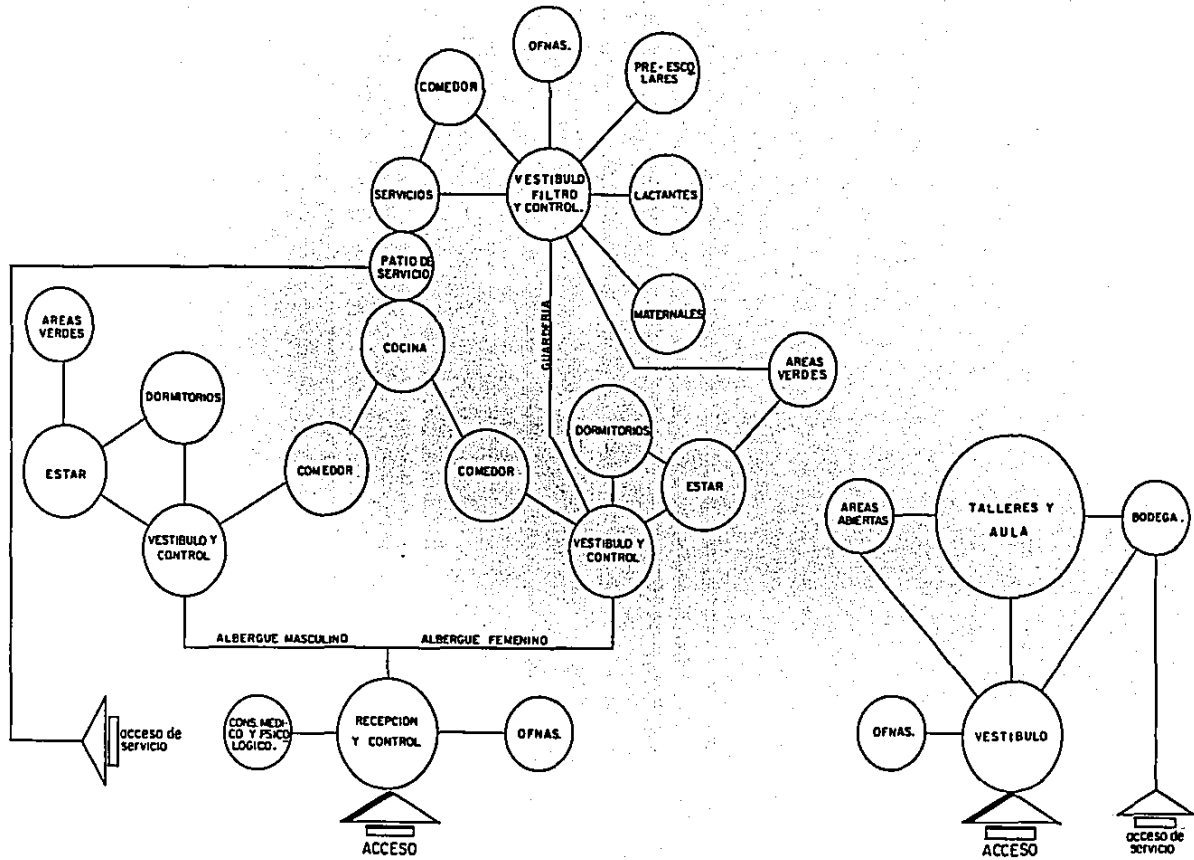 OFNAS.
PRE-ESCO
LARES
COMEDOR
VESTIBULO
FILTRO
Y CONTROL.
SERVICIOS
LACTANTES
PATIO DE
SERVICIO
MATERNALES
AREAS
VERDES
COCINA
GUARDERIA
AREAS
VERDES
DORMITORIOS
DORMITORIOS
ESTAR
COMEDOR
COMEDOR
ESTAR
VESTIBULO Y
CONTROL
VESTIBULO Y
CONTROL
AREAS
ABIERTAS
TALLERES Y
AULA
BODEGA.
ALBERGUE MASCULINO
ALBERGUE FEMENINO
acceso de
servicio
CONS. MEDI-
CO Y PSICO
LOGICO.
RECEPCION
Y CONTROL
OFNAS.
OFNAS.
VESTIBULO
ACCESO
ACCESO
acceso de
servicio